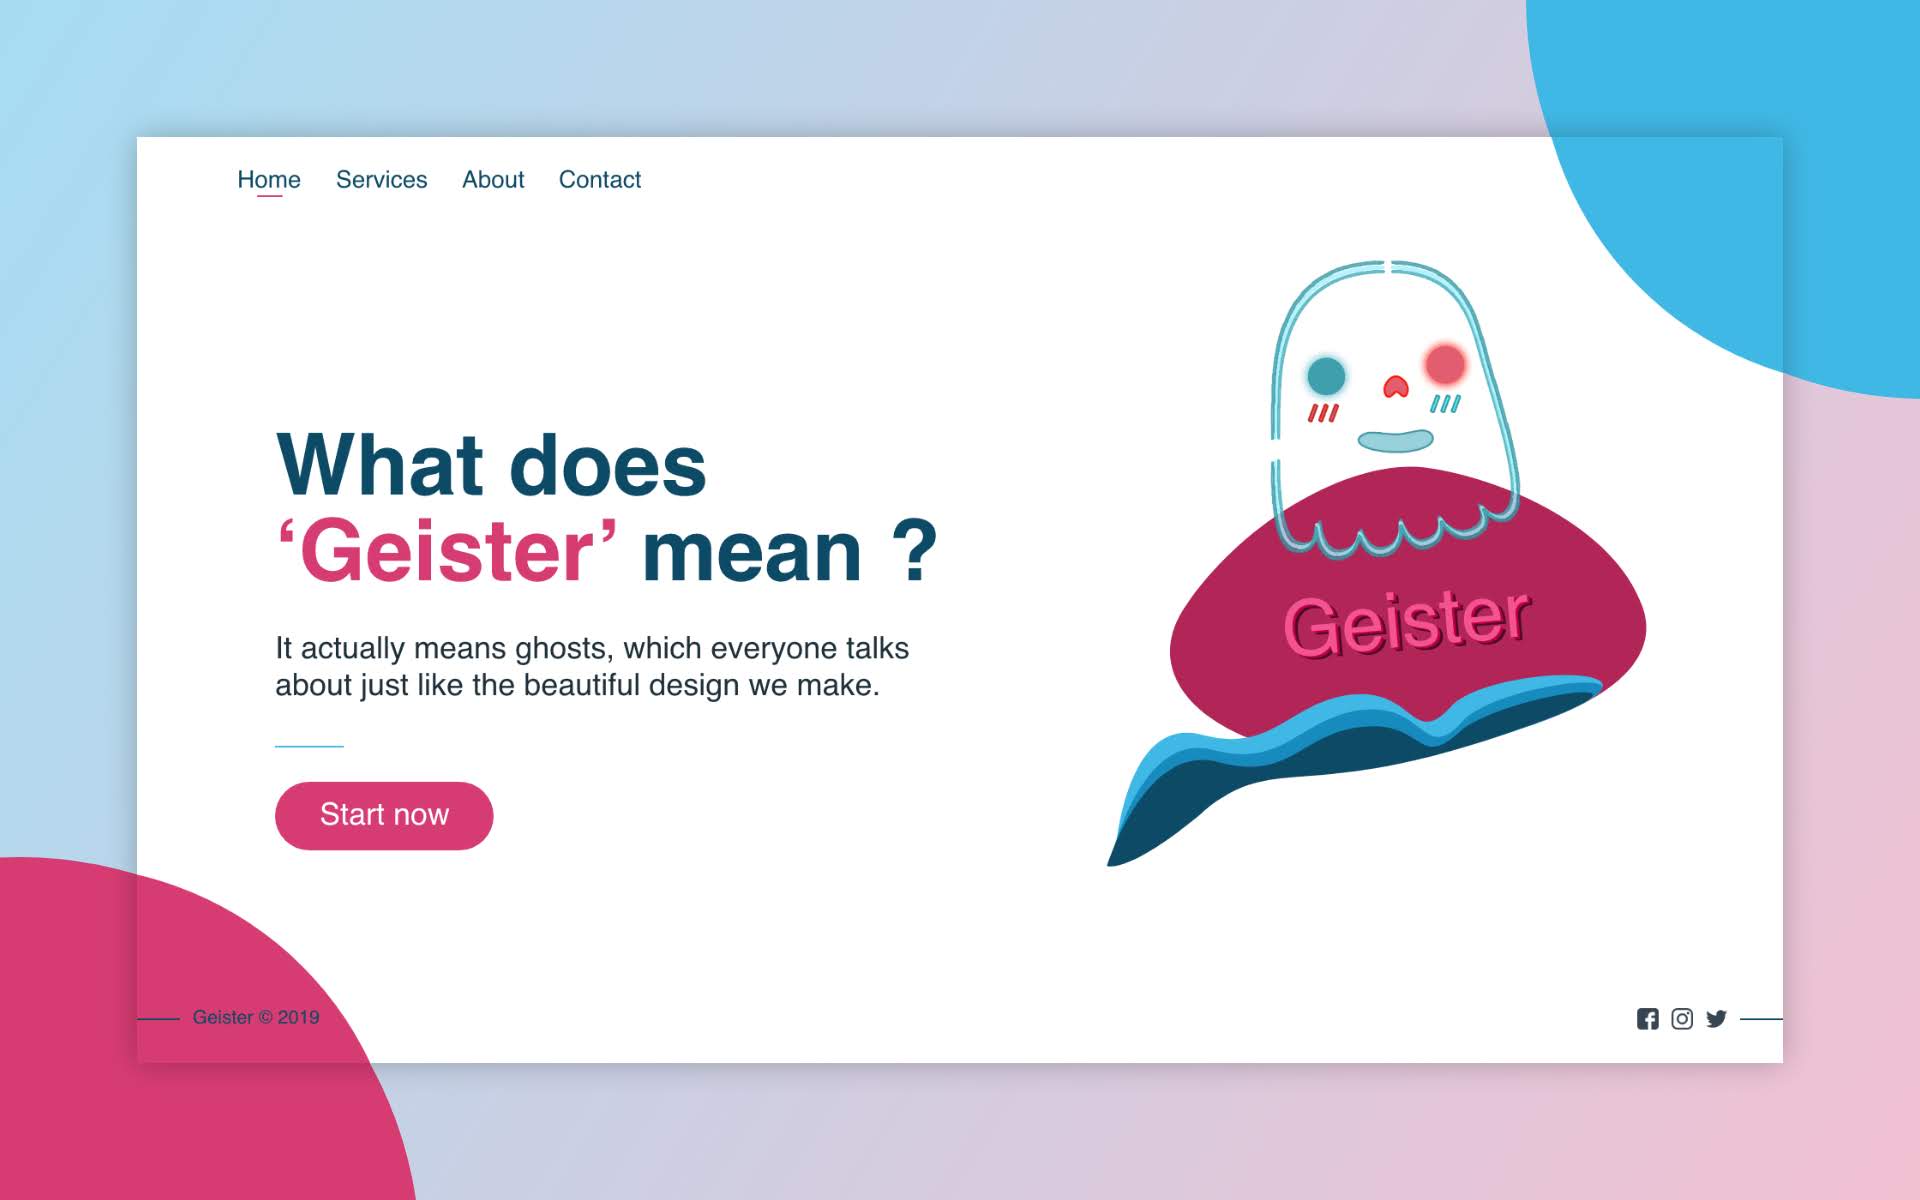 Home Services About Contact
What does
‘Geister’ mean ?
It actually means ghosts, which everyone talks
about just like the beautiful design we make.
Start now
Geister
Geister © 2019